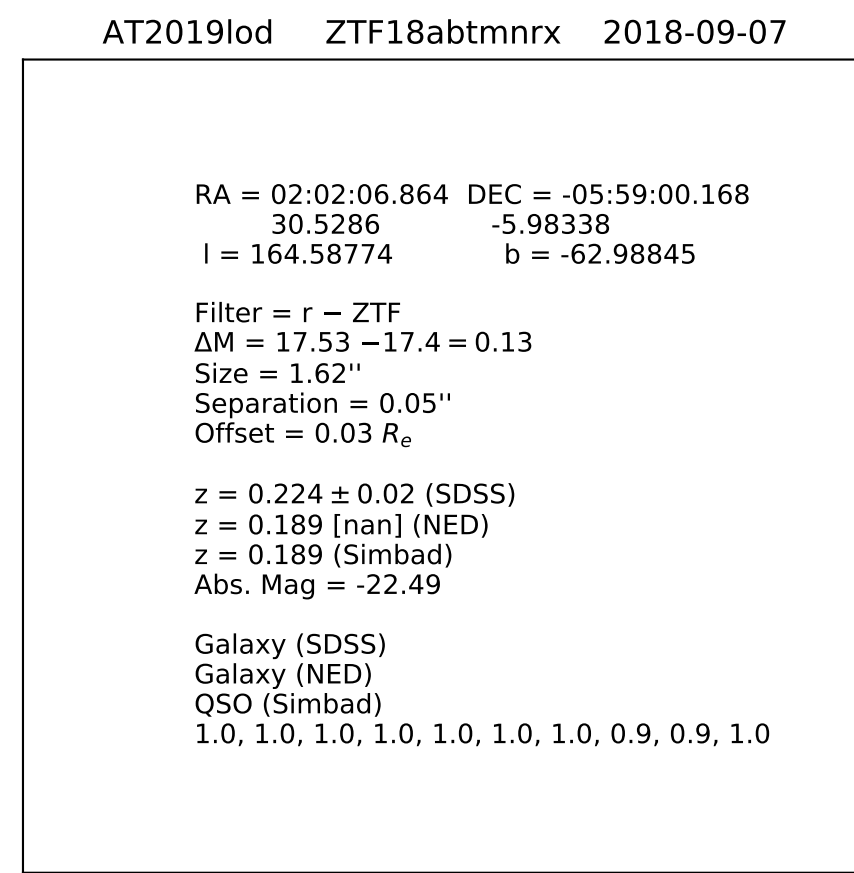 AT2019lod ZTF18abtmnrx 2018-09-07
RA = 02:02:06.864 DEC = -05:59:00.168
30.5286 -5.98338
l = 164.58774 b = -62.98845
Filter = r − ZTF
ΔM = 17.53 −17.4 = 0.13
Size = 1.62''
Separation = 0.05''
Offset = 0.03 Rₑ
z = 0.224 ± 0.02 (SDSS)
z = 0.189 [nan] (NED)
z = 0.189 (Simbad)
Abs. Mag = -22.49
Galaxy (SDSS)
Galaxy (NED)
QSO (Simbad)
1.0, 1.0, 1.0, 1.0, 1.0, 1.0, 1.0, 0.9, 0.9, 1.0